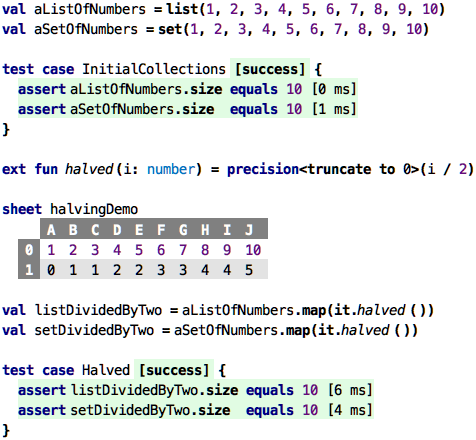 val aListOfNumbers = list(1, 2, 3, 4, 5, 6, 7, 8, 9, 10)
val aSetOfNumbers = set(1, 2, 3, 4, 5, 6, 7, 8, 9, 10)
test case InitialCollections [success] {
assert aListOfNumbers.size equals 10 [0 ms]
assert aSetOfNumbers.size equals 10 [1 ms]
}
ext fun halved(i: number) = precision<truncate to 0>(i / 2)
sheet halvingDemo
A B C D E F G H I J
0 1 2 3 4 5 6 7 8 9 10
1 0 1 1 2 2 3 3 4 4 5
val listDividedByTwo = aListOfNumbers.map(it.halved())
val setDividedByTwo = aSetOfNumbers.map(it.halved())
test case Halved [success] {
assert listDividedByTwo.size equals 10 [6 ms]
assert setDividedByTwo.size equals 10 [4 ms]
}